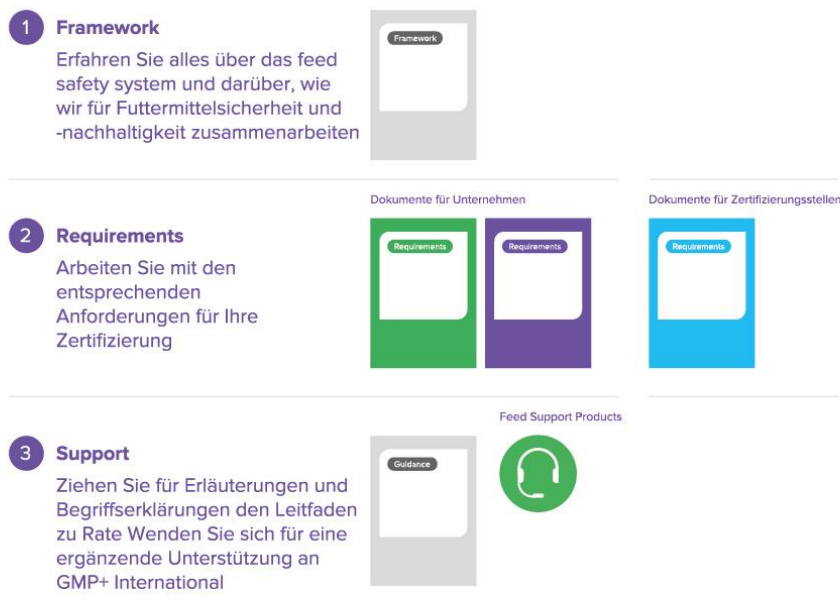 1 Framework
Erfahren Sie alles über das feed
safety system und darüber, wie
wir für Futtermittelsicherheit und
-nachhaltigkeit zusammenarbeiten
Framework
Dokumente für Unternehmen
Dokumente für Zertifizierungsstellen
2 Requirements
Arbeiten Sie mit den
entsprechenden
Anforderungen für Ihre
Zertifizierung
Requirements
Requirements
Requirements
Feed Support Products
3 Support
Ziehen Sie für Erläuterungen und
Begriffserklärungen den Leitfaden
zu Rate Wenden Sie sich für eine
ergänzende Unterstützung an
GMP+ International
Guidance